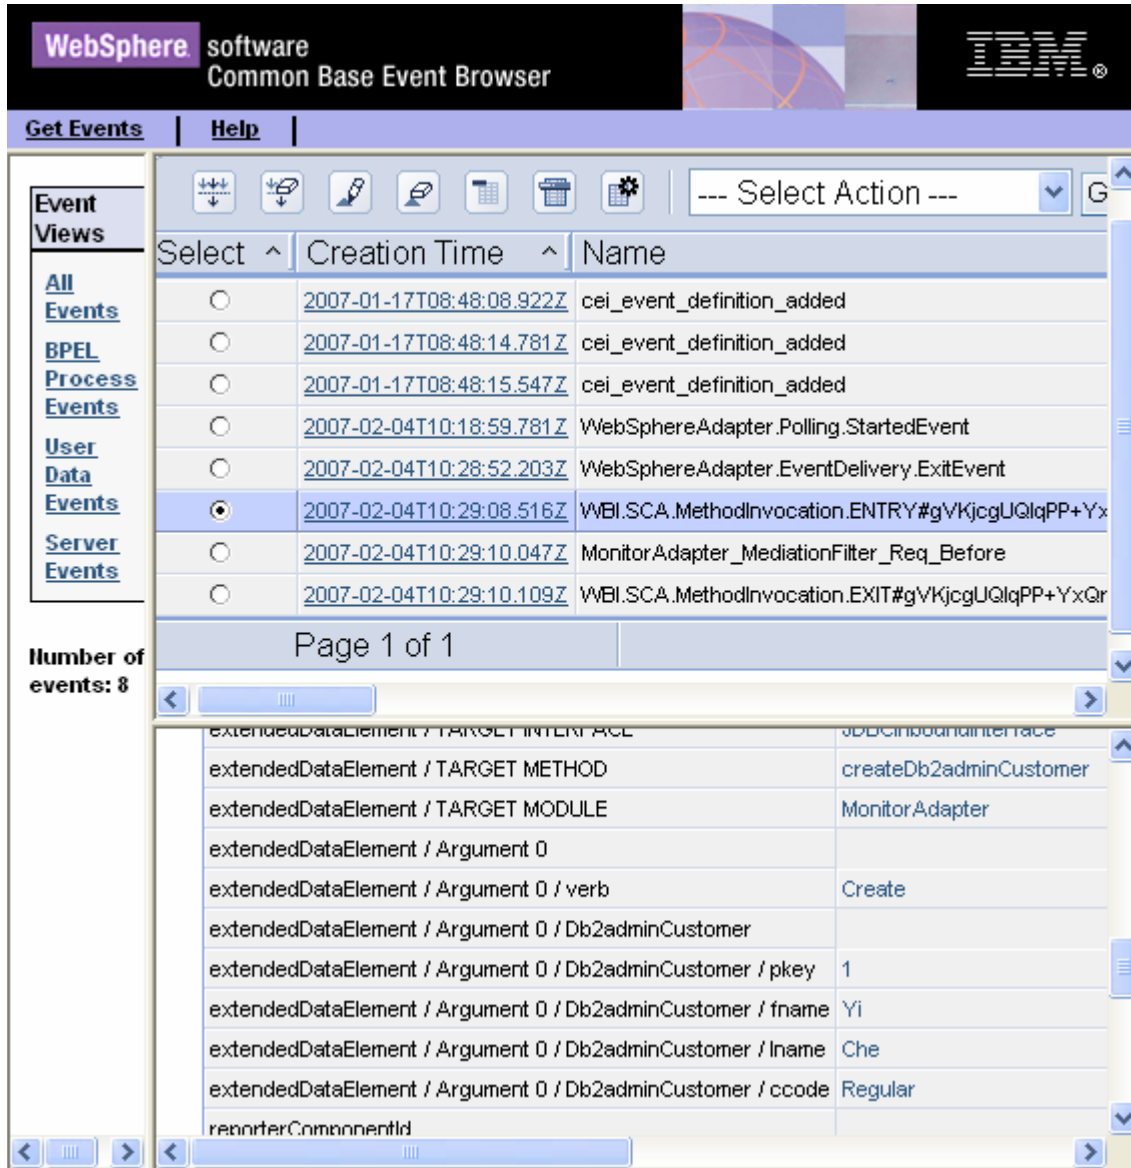 WebSphere software
Common Base Event Browser
IBM®
Get Events | Help |
Event
Views
All
Events
BPEL
Process
Events
User
Data
Events
Server
Events
Number of
events: 8
--- Select Action --- G
Select ^ Creation Time ^ Name
2007-01-17T08:48:08.922Z cei_event_definition_added
2007-01-17T08:48:14.781Z cei_event_definition_added
2007-01-17T08:48:15.547Z cei_event_definition_added
2007-02-04T10:18:59.781Z WebSphereAdapter.Polling.StartedEvent
2007-02-04T10:28:52.203Z WebSphereAdapter.EventDelivery.ExitEvent
2007-02-04T10:29:08.516Z WBI.SCA.MethodInvocation.ENTRY#gVKjcgUQlqPP+Yx
2007-02-04T10:29:10.047Z MonitorAdapter_MediationFilter_Req_Before
2007-02-04T10:29:10.109Z WBI.SCA.MethodInvocation.EXIT#gVKjcgUQlqPP+YxQr
Page 1 of 1
extendedDataElement / TARGET INTERFACE JDBCInboundInterface
extendedDataElement / TARGET METHOD createDb2adminCustomer
extendedDataElement / TARGET MODULE MonitorAdapter
extendedDataElement / Argument 0
extendedDataElement / Argument 0 / verb Create
extendedDataElement / Argument 0 / Db2adminCustomer
extendedDataElement / Argument 0 / Db2adminCustomer / pkey 1
extendedDataElement / Argument 0 / Db2adminCustomer / fname Yi
extendedDataElement / Argument 0 / Db2adminCustomer / lname Che
extendedDataElement / Argument 0 / Db2adminCustomer / ccode Regular
reporterComponentId